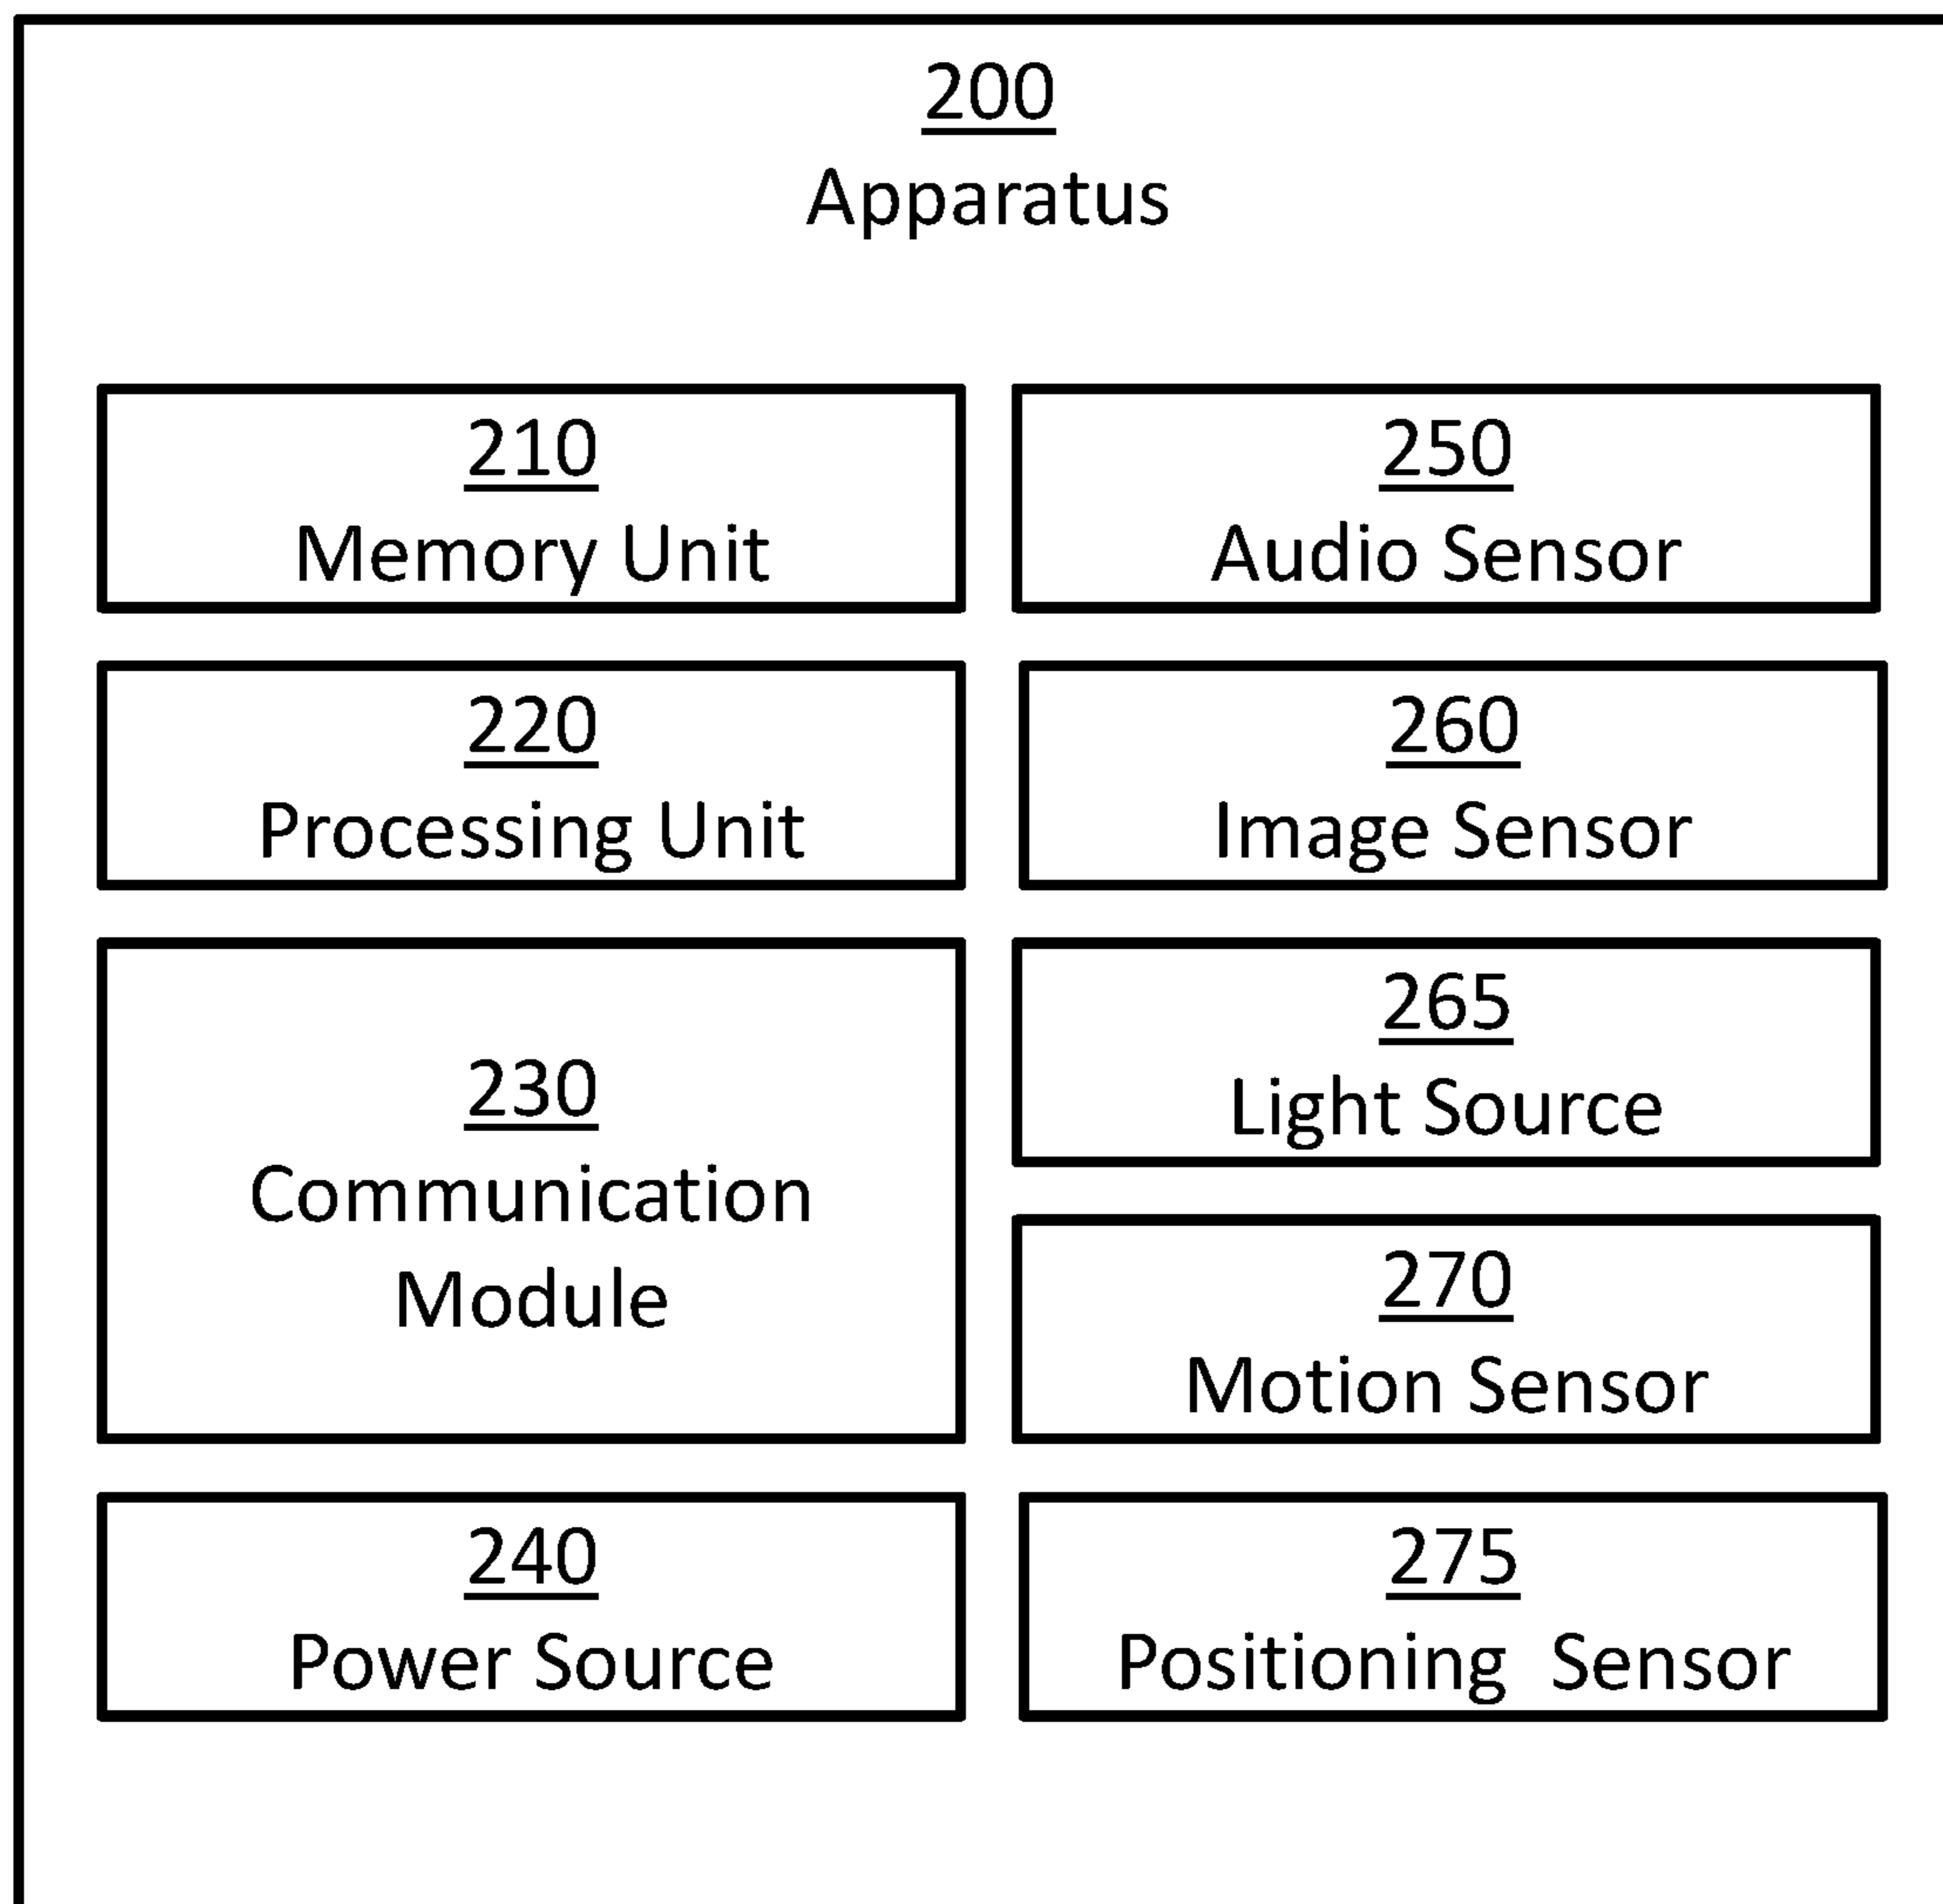 200
Apparatus
210
Memory Unit
250
Audio Sensor
220
Processing Unit
260
Image Sensor
230
Communication
Module
265
Light Source
270
Motion Sensor
240
Power Source
275
Positioning Sensor